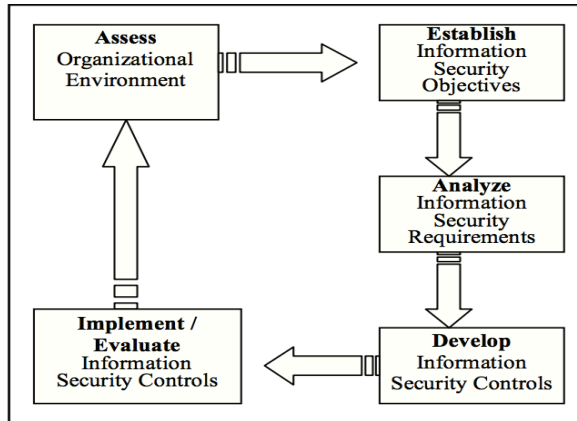 Assess
Organizational
Environment
Establish
Information
Security
Objectives
Analyze
Information
Security
Requirements
Develop
Information
Security Controls
Implement /
Evaluate
Information
Security Controls